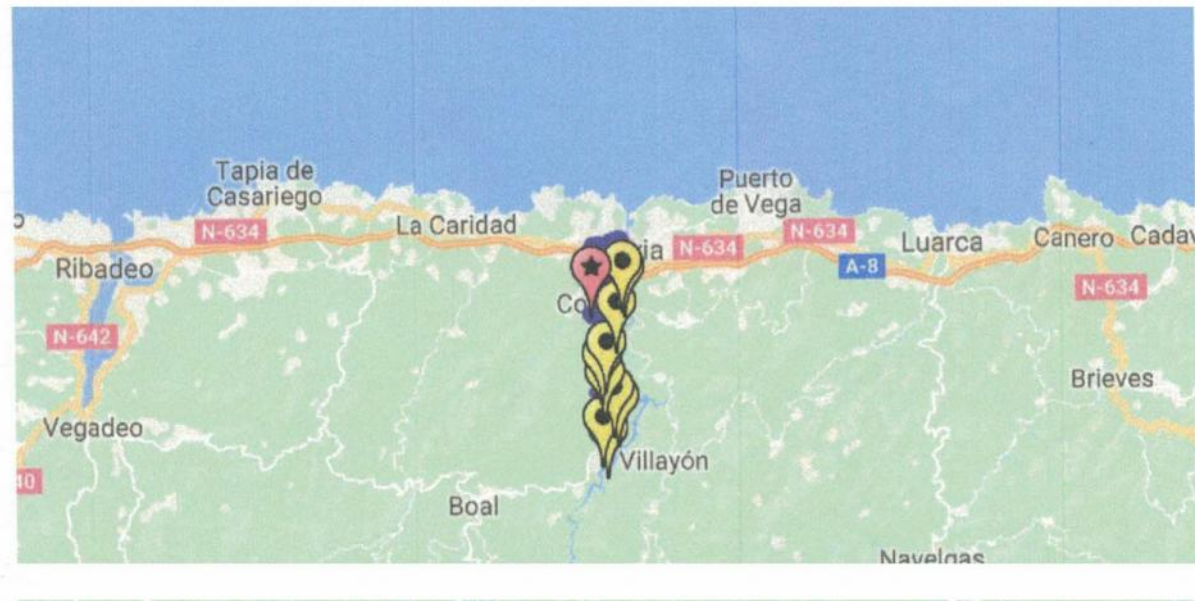 Tapia de
Casariego
Puerto
de Vega
La Caridad
N-634
N-634
N-634
Luarca
Canero
Ribadeo
A-8
N-634
N-642
Brieves
Vegadeo
Villayón
Boal
Navelgas